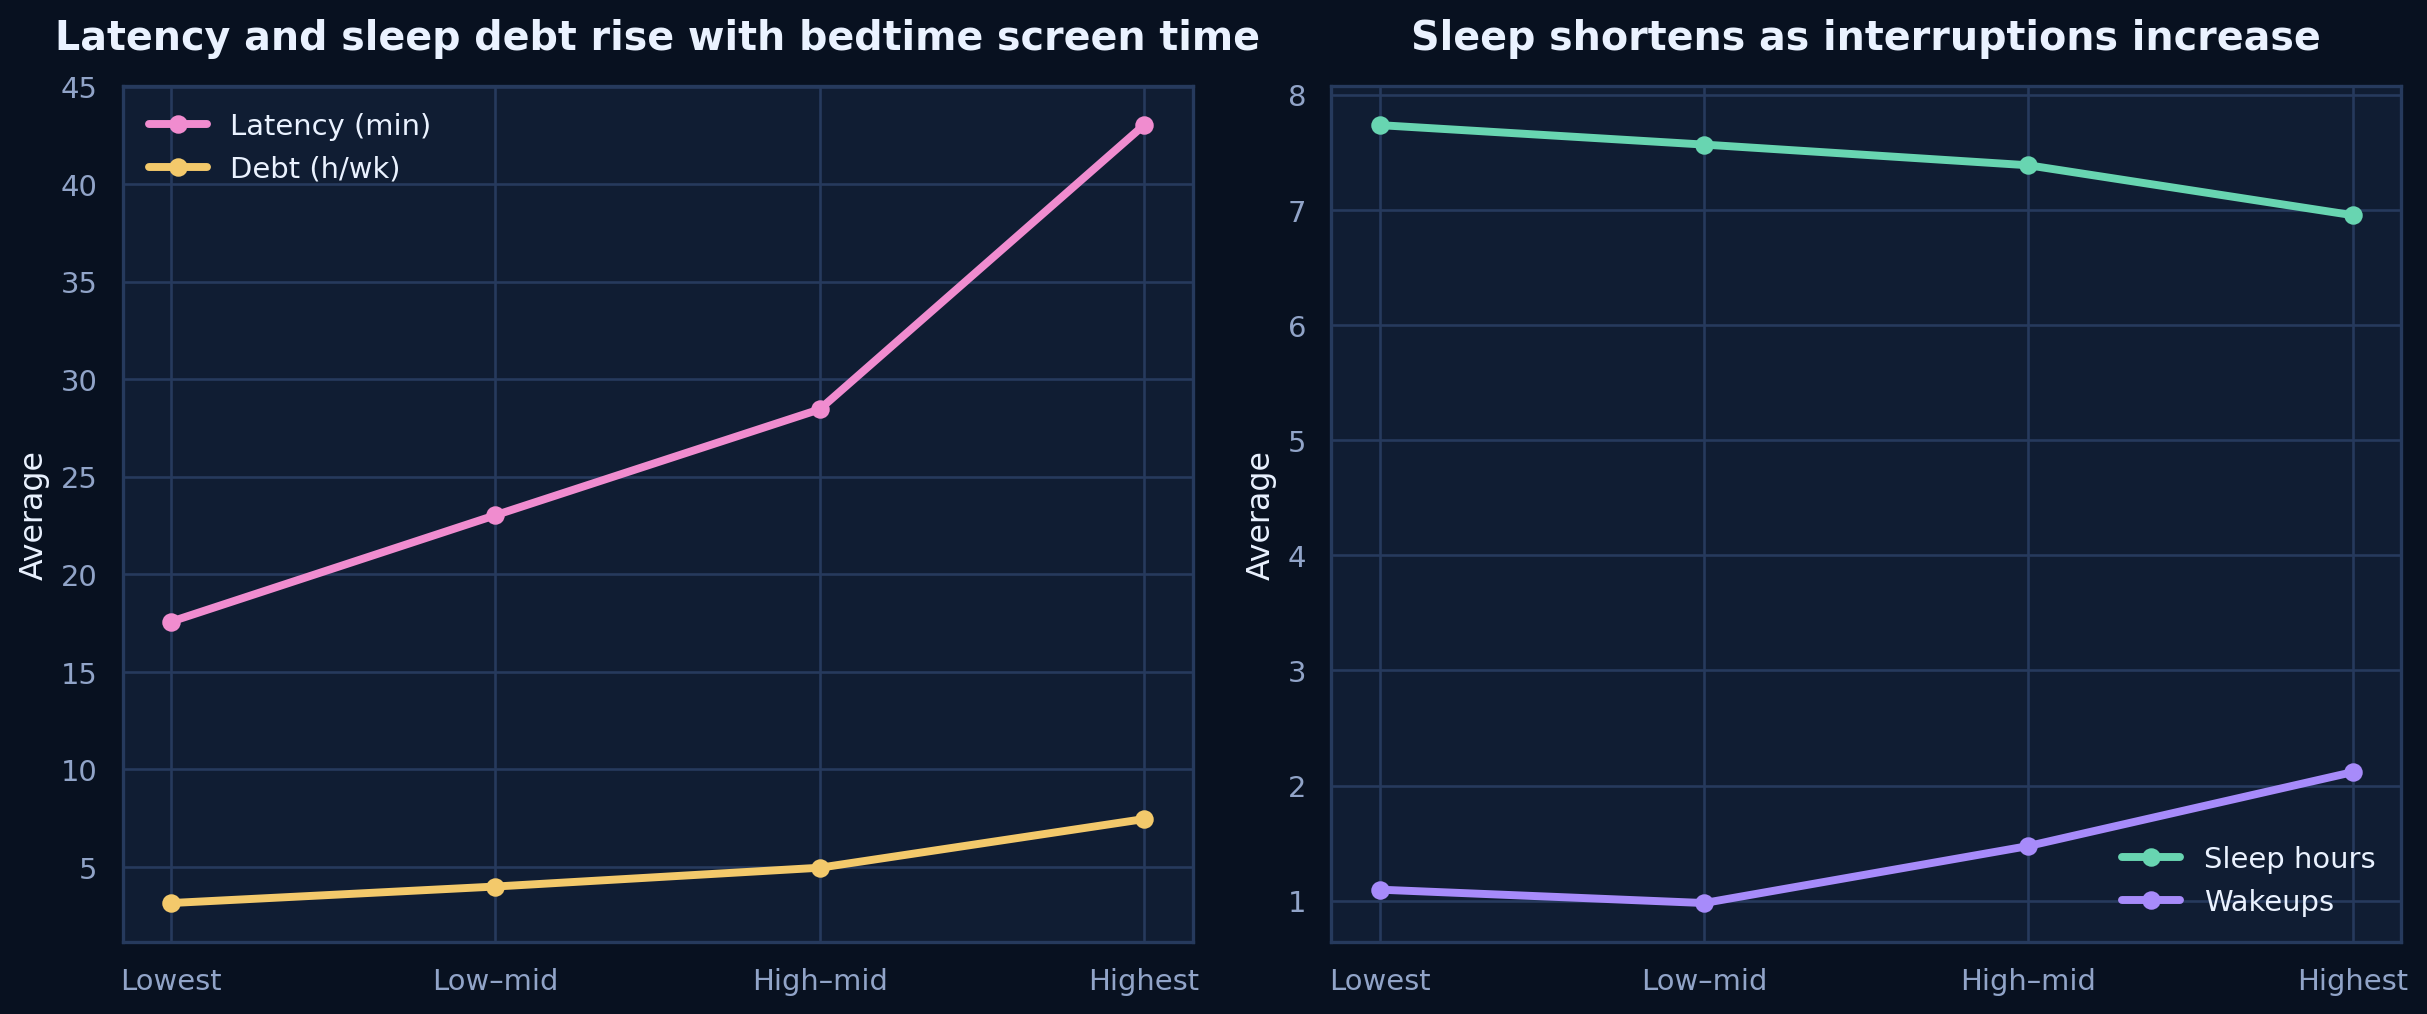 Latency and sleep debt rise with bedtime screen time
45
40
35
30
25
20
15
10
5
Average
Latency (min)
Debt (h/wk)
Lowest
Low–mid
High–mid
Highest
Sleep shortens as interruptions increase
8
7
6
5
4
3
2
1
Average
Sleep hours
Wakeups
Lowest
Low–mid
High–mid
Highest